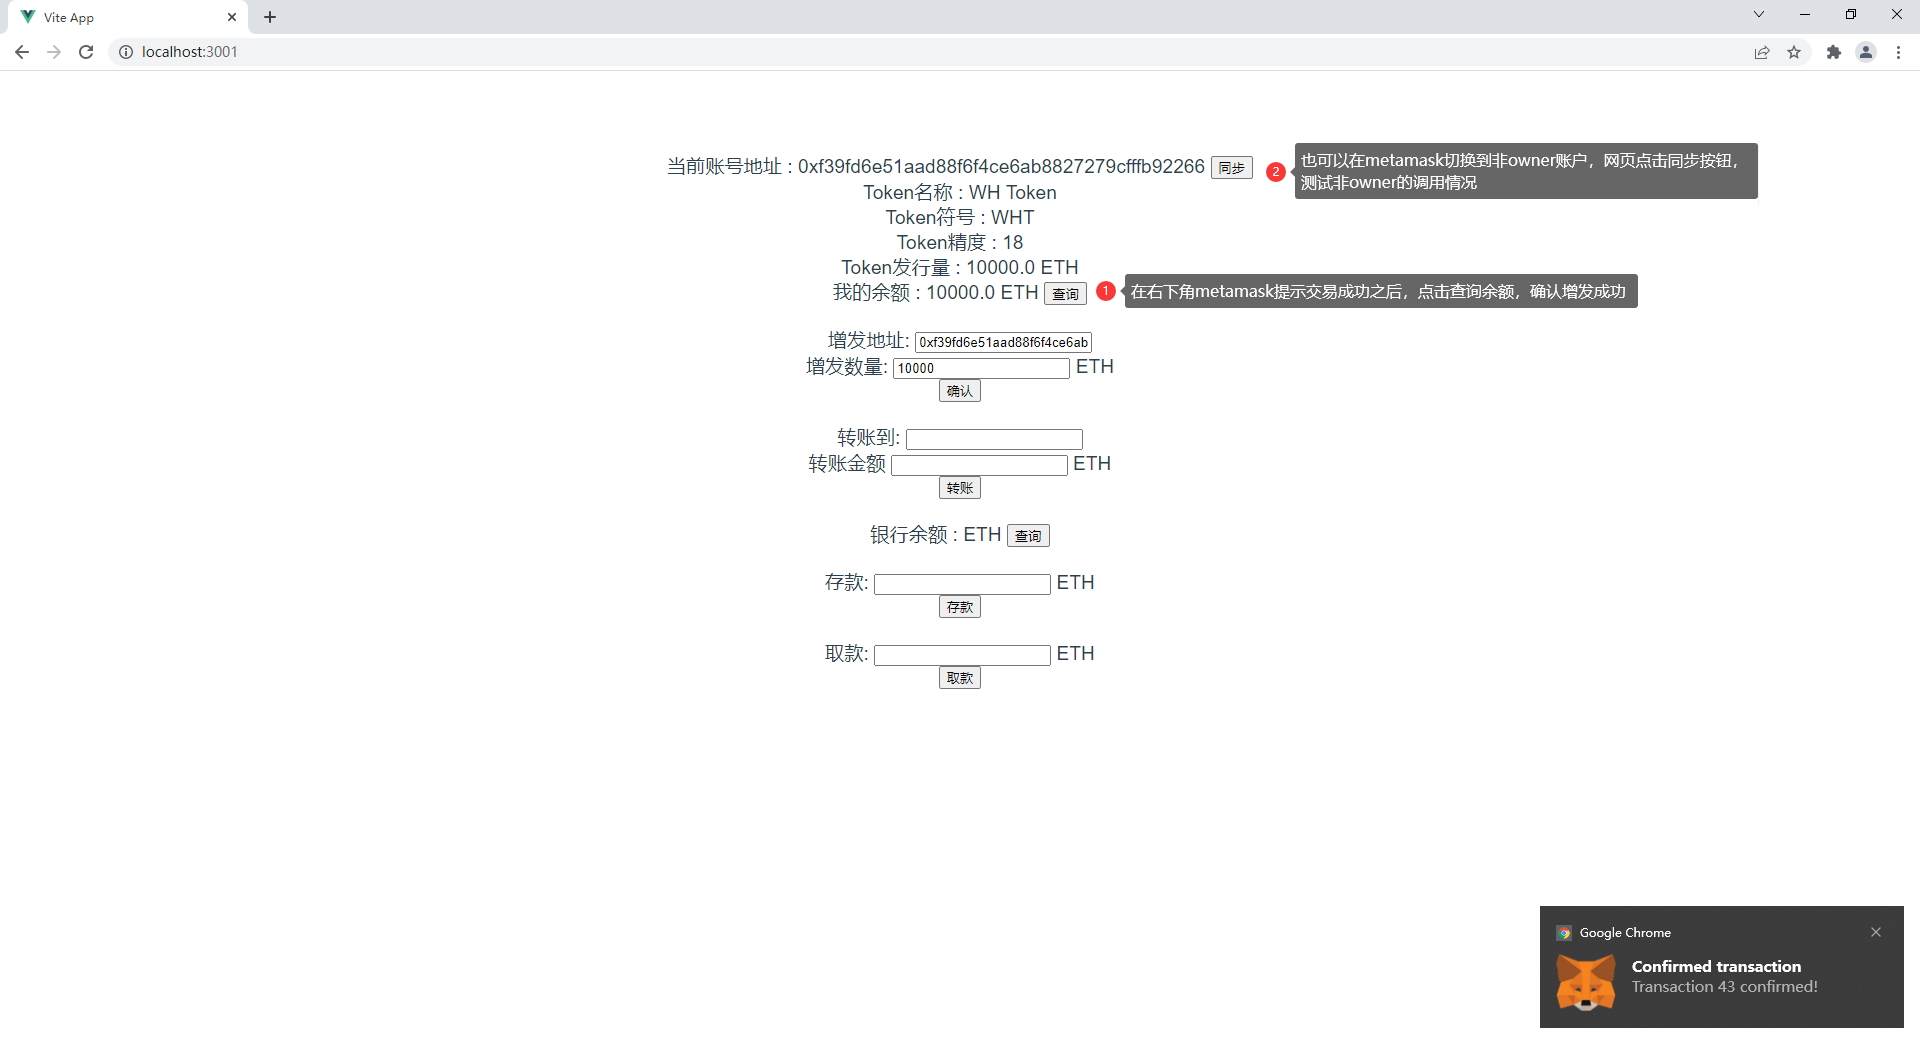 Vite App
localhost:3001
当前账号地址 : 0xf39fd6e51aad88f6f4ce6ab8827279cfffb92266 同步
2 也可以在metamask切换到非owner账户，网页点击同步按钮，
测试非owner的调用情况
Token名称 : WH Token
Token符号 : WHT
Token精度 : 18
Token发行量 : 10000.0 ETH
我的余额 : 10000.0 ETH 查询
1 在右下角metamask提示交易成功之后，点击查询余额，确认增发成功
增发地址: 0xf39fd6e51aad88f6f4ce6ab
增发数量: 10000 ETH
确认
转账到:
转账金额 ETH
转账
银行余额 : ETH 查询
存款: ETH
存款
取款: ETH
取款
Google Chrome
Confirmed transaction
Transaction 43 confirmed!